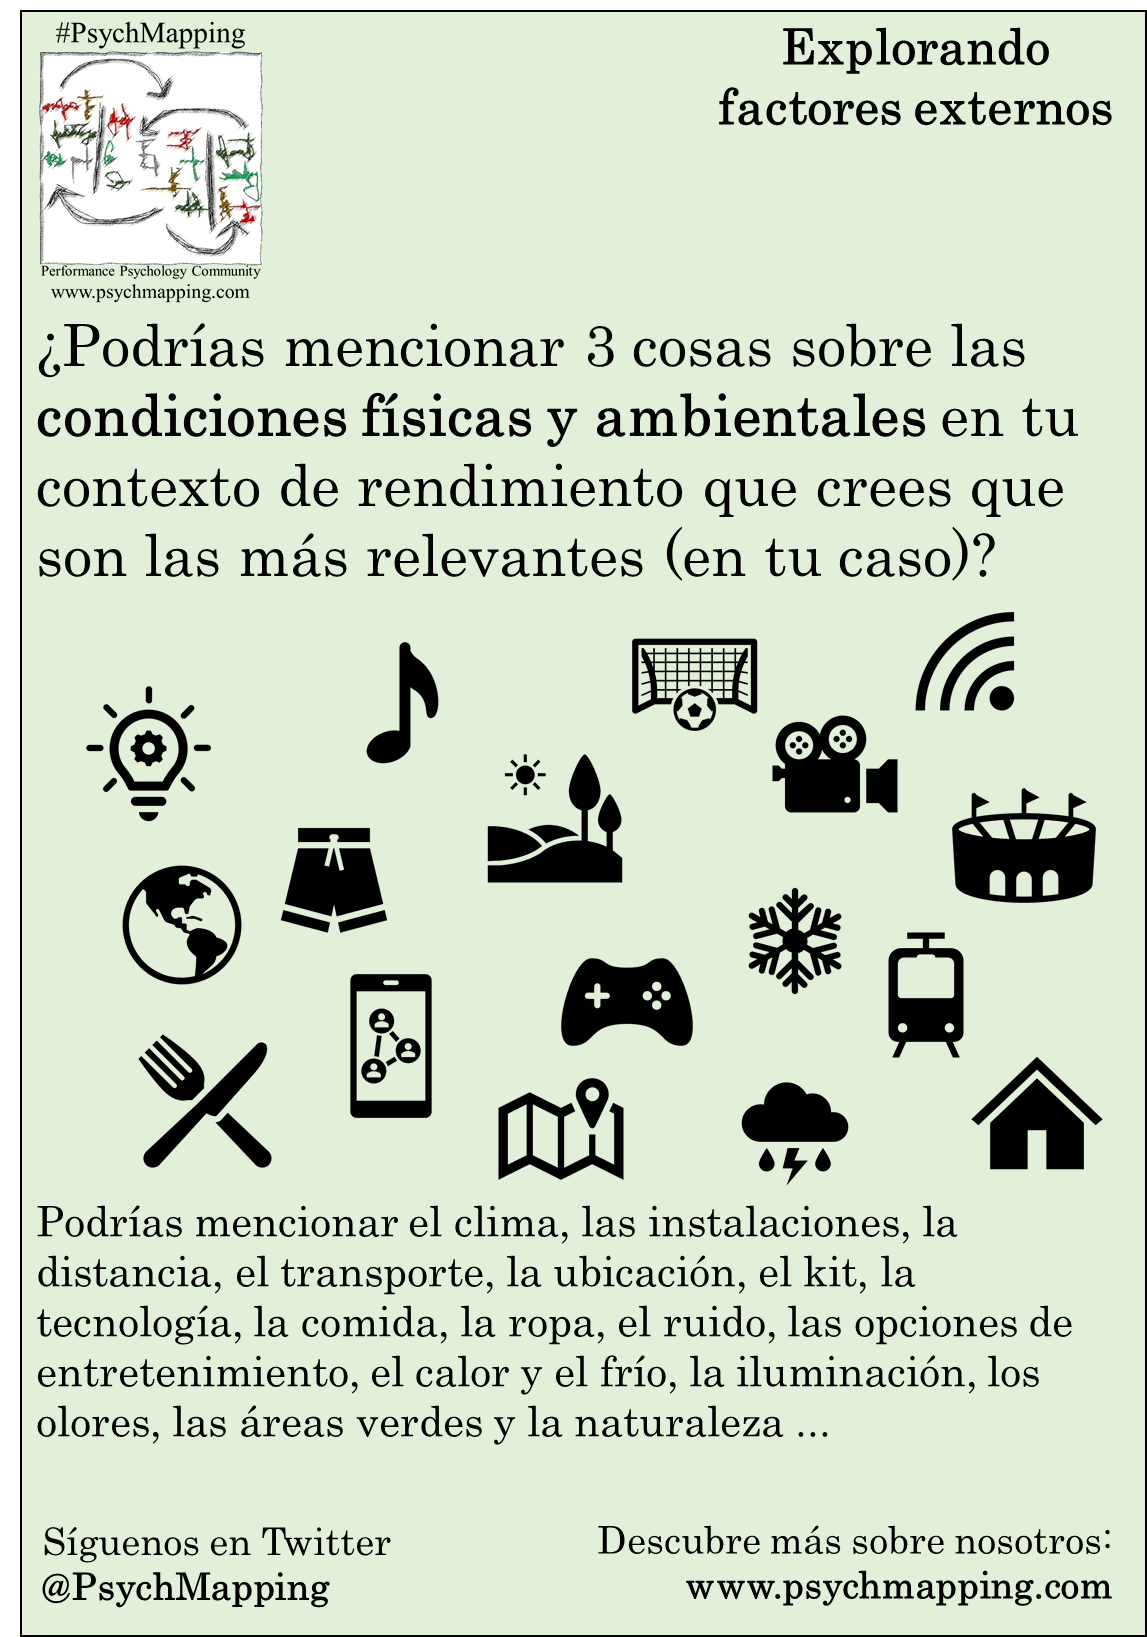 #PsychMapping
Performance Psychology Community
www.psychmapping.com
Explorando
factores externos
¿Podrías mencionar 3 cosas sobre las
condiciones físicas y ambientales en tu
contexto de rendimiento que crees que
son las más relevantes (en tu caso)?
Podrías mencionar el clima, las instalaciones, la
distancia, el transporte, la ubicación, el kit, la
tecnología, la comida, la ropa, el ruido, las opciones de
entretenimiento, el calor y el frío, la iluminación, los
olores, las áreas verdes y la naturaleza ...
Síguenos en Twitter
@PsychMapping
Descubre más sobre nosotros:
www.psychmapping.com